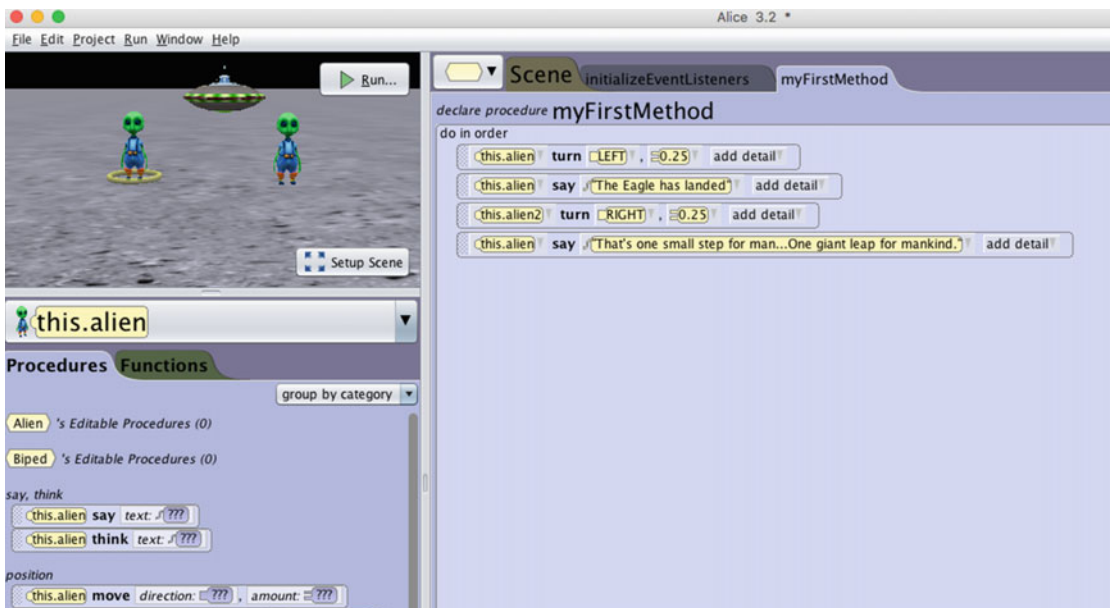 Alice 3.2 *
File Edit Project Run Window Help
Run...
Setup Scene
this.alien
Procedures Functions
group by category
Alien 's Editable Procedures (0)
Biped 's Editable Procedures (0)
say, think
this.alien say text: ???
this.alien think text: ???
position
this.alien move direction: ??? , amount: ???
Scene initializeEventListeners myFirstMethod
declare procedure myFirstMethod
do in order
this.alien turn LEFT , 0.25 add detail
this.alien say "The Eagle has landed" add detail
this.alien2 turn RIGHT , 0.25 add detail
this.alien say "That's one small step for man...One giant leap for mankind." add detail